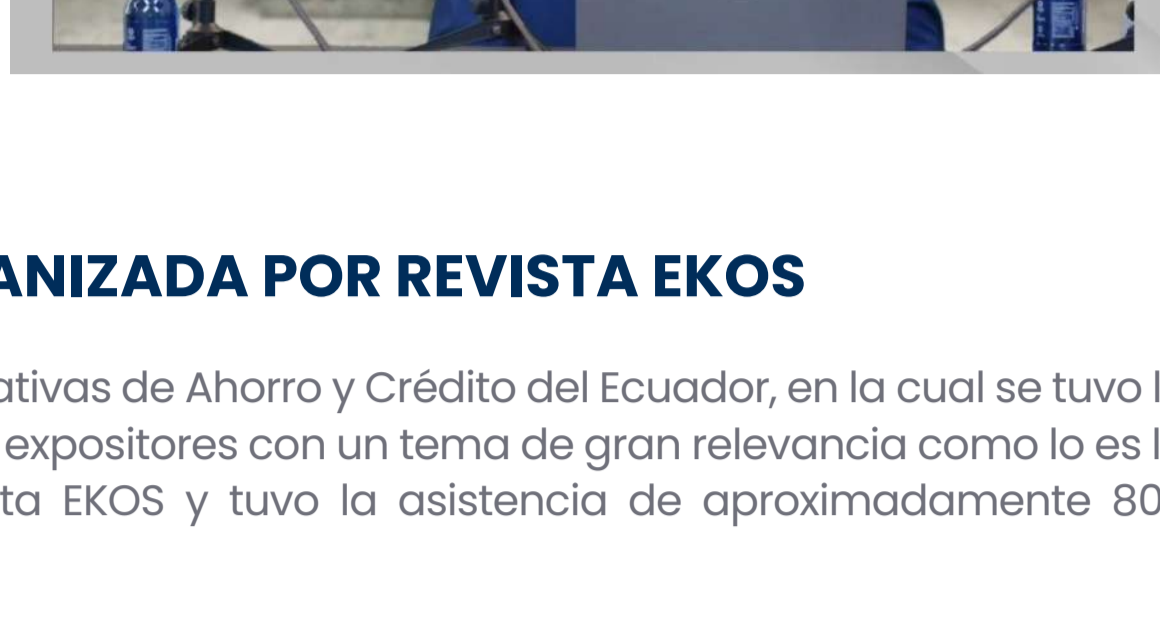 ANIZADA POR REVISTA EKOS
ativas de Ahorro y Crédito del Ecuador, en la cual se tuvo l
expositores con un tema de gran relevancia como lo es l
ta EKOS y tuvo la asistencia de aproximadamente 80